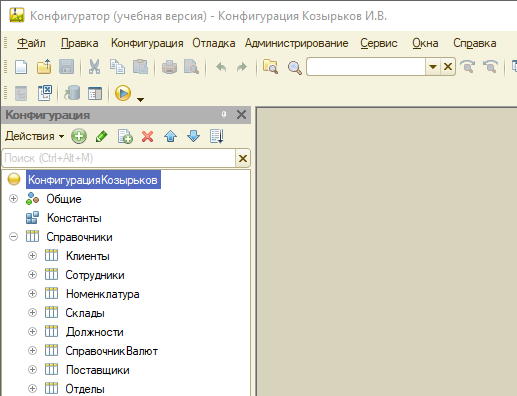 Конфигуратор (учебная версия) - Конфигурация Козырьков И.В.
Файл Правка Конфигурация Отладка Администрирование Сервис Окна Справка
Конфигурация
Действия
Поиск (Ctrl+Alt+M)
КонфигурацияКозырьков
Общие
Константы
Справочники
Клиенты
Сотрудники
Номенклатура
Склады
Должности
СправочникВалют
Поставщики
Отделы